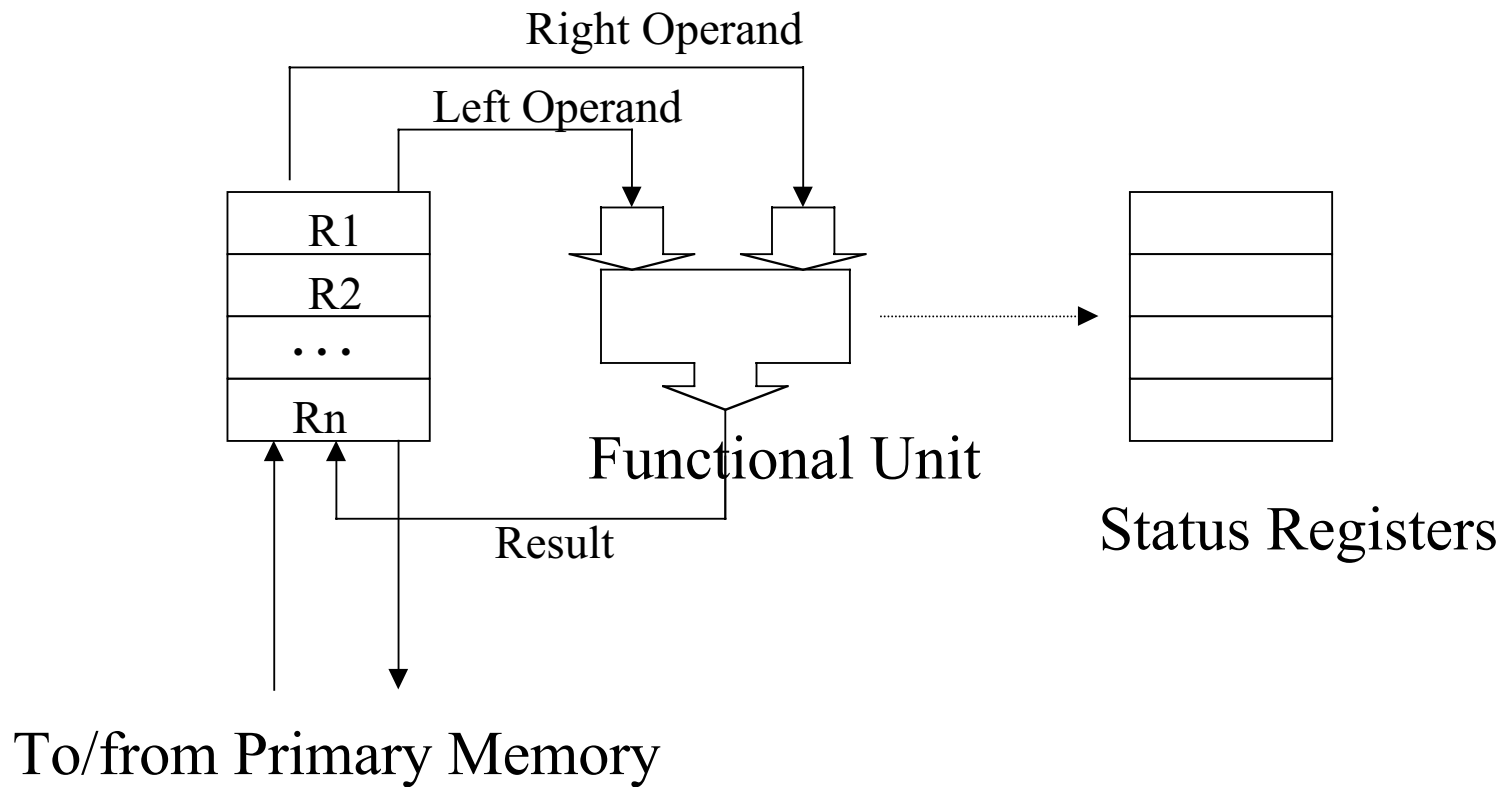 Right Operand
Left Operand
R1
R2
. . .
Rn
Functional Unit
Status Registers
Result
To/from Primary Memory